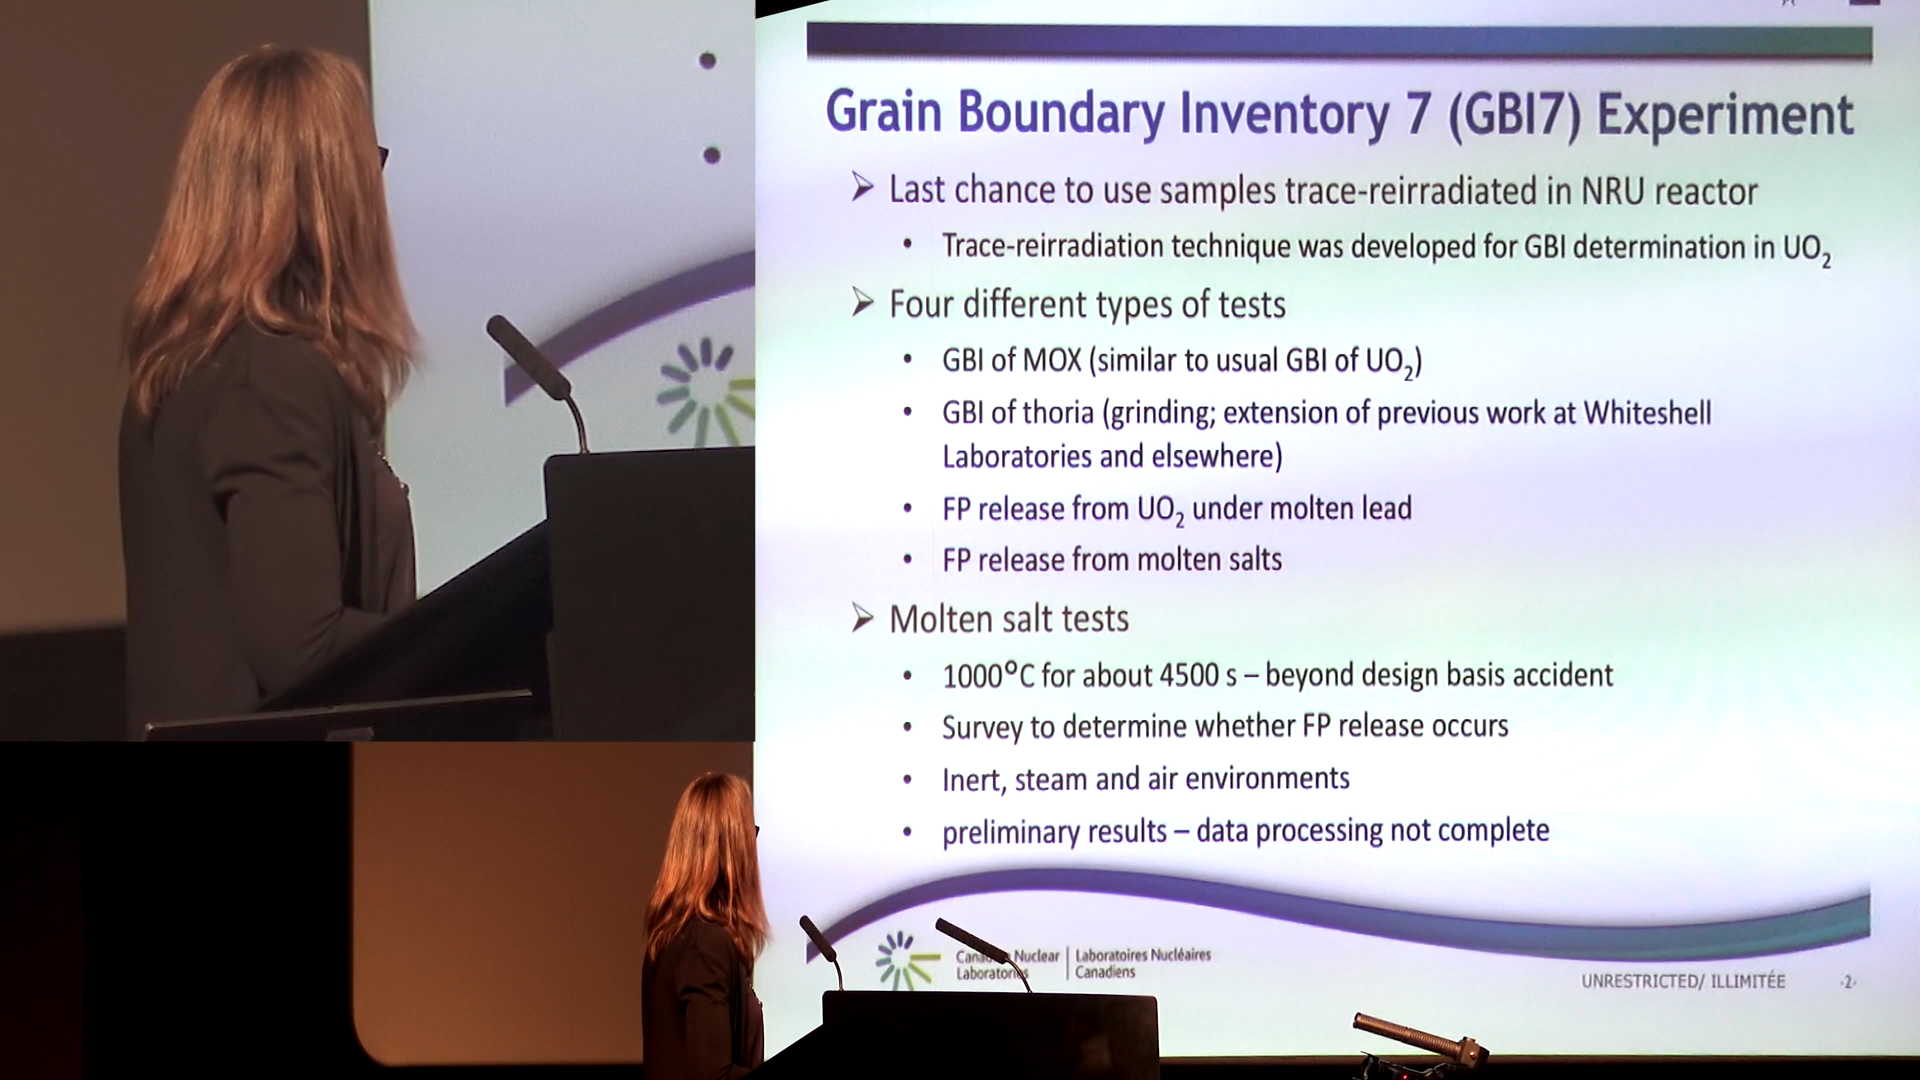 Grain Boundary Inventory 7 (GBI7) Experiment
Last chance to use samples trace-reirradiated in NRU reactor
• Trace-reirradiation technique was developed for GBI determination in UO₂
Four different types of tests
• GBI of MOX (similar to usual GBI of UO₂)
• GBI of thoria (grinding; extension of previous work at Whiteshell
Laboratories and elsewhere)
• FP release from UO₂ under molten lead
• FP release from molten salts
Molten salt tests
• 1000°C for about 4500 s – beyond design basis accident
• Survey to determine whether FP release occurs
• Inert, steam and air environments
• preliminary results – data processing not complete
Nuclear
Laboratoires Nucléaires
Canadiens
UNRESTRICTED/ ILLIMITÉE
-2-